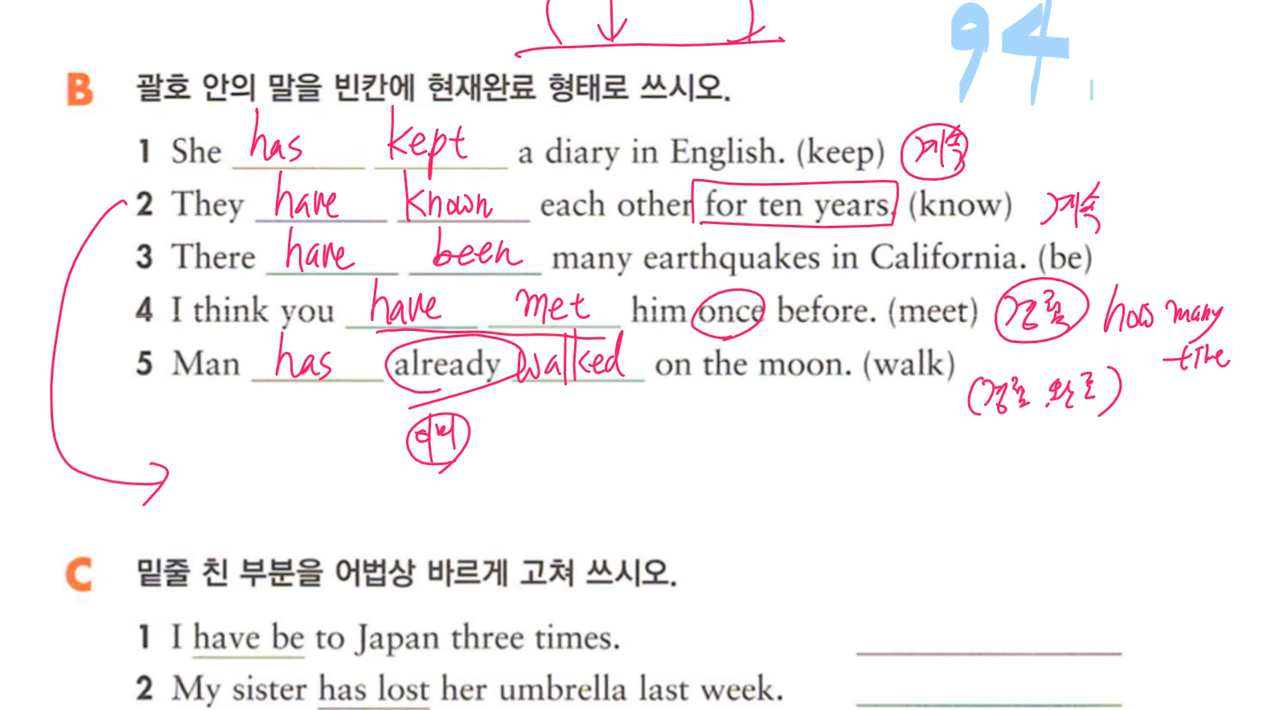 94
B 괄호 안의 말을 빈칸에 현재완료 형태로 쓰시오.
1 She has kept a diary in English. (keep) 계속
2 They have known each other for ten years. (know) 계속
3 There have been many earthquakes in California. (be)
4 I think you have met him once before. (meet) 경험 how many
5 Man has already walked on the moon. (walk)
(경험 완료)
이미
C 밑줄 친 부분을 어법상 바르게 고쳐 쓰시오.
1 I have be to Japan three times.
2 My sister has lost her umbrella last week.